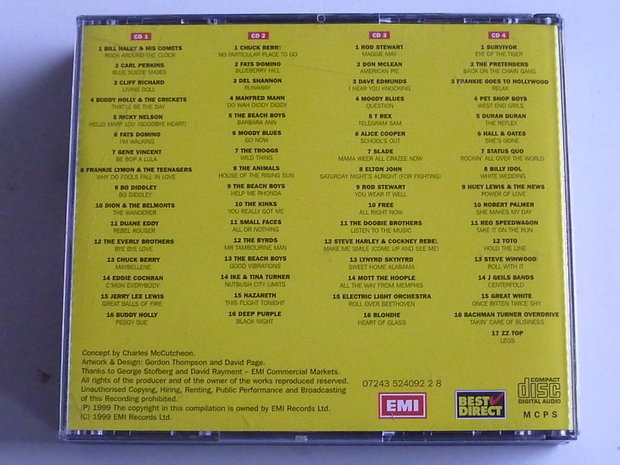 CD 1
1 BILL HALEY & HIS COMETS
ROCK AROUND THE CLOCK
2 CARL PERKINS
BLUE SUEDE SHOES
3 CLIFF RICHARD
LIVING DOLL
4 BUDDY HOLLY & THE CRICKETS
THAT'LL BE THE DAY
5 RICKY NELSON
HELLO MARY LOU (GOODBYE HEART)
6 FATS DOMINO
I'M WALKING
7 GENE VINCENT
BE BOP A LULA
8 FRANKIE LYMON & THE TEENAGERS
WHY DO FOOLS FALL IN LOVE
9 BO DIDDLEY
BO DIDDLEY
10 DION & THE BELMONTS
THE WANDERER
11 DUANE EDDY
REBEL ROUSER
12 THE EVERLY BROTHERS
BYE BYE LOVE
13 CHUCK BERRY
MAYBELLENE
14 EDDIE COCHRAN
C'MON EVERYBODY
15 JERRY LEE LEWIS
GREAT BALLS OF FIRE
16 BUDDY HOLLY
PEGGY SUE
CD 2
1 CHUCK BERRY
NO PARTICULAR PLACE TO GO
2 FATS DOMINO
BLUEBERRY HILL
3 DEL SHANNON
RUNAWAY
4 MANFRED MANN
DO WAH DIDDY DIDDY
5 THE BEACH BOYS
BARBARA ANN
6 MOODY BLUES
GO NOW
7 THE TROGGS
WILD THING
8 THE ANIMALS
HOUSE OF THE RISING SUN
9 THE BEACH BOYS
HELP ME RHONDA
10 THE KINKS
YOU REALLY GOT ME
11 SMALL FACES
ALL OR NOTHING
12 THE BYRDS
MR TAMBOURINE MAN
13 THE BEACH BOYS
GOOD VIBRATIONS
14 IKE & TINA TURNER
NUTBUSH CITY LIMITS
15 NAZARETH
THIS FLIGHT TONIGHT
16 DEEP PURPLE
BLACK NIGHT
CD 3
1 ROD STEWART
MAGGIE MAY
2 DON MCLEAN
AMERICAN PIE
3 DAVE EDMUNDS
I HEAR YOU KNOCKING
4 MOODY BLUES
QUESTION
5 T REX
TELEGRAM SAM
6 ALICE COOPER
SCHOOL'S OUT
7 SLADE
MAMA WEER ALL CRAZEE NOW
8 ELTON JOHN
SATURDAY NIGHT'S ALRIGHT (FOR FIGHTING)
9 ROD STEWART
YOU WEAR IT WELL
10 FREE
ALL RIGHT NOW
11 THE DOOBIE BROTHERS
LISTEN TO THE MUSIC
12 STEVE HARLEY & COCKNEY REBEL
MAKE ME SMILE (COME UP AND SEE ME)
13 LYNYRD SKYNYRD
SWEET HOME ALABAMA
14 MOTT THE HOOPLE
ALL THE WAY FROM MEMPHIS
15 ELECTRIC LIGHT ORCHESTRA
ROLL OVER BEETHOVEN
16 BLONDIE
HEART OF GLASS
CD 4
1 SURVIVOR
EYE OF THE TIGER
2 THE PRETENDERS
BACK ON THE CHAIN GANG
3 FRANKIE GOES TO HOLLYWOOD
RELAX
4 PET SHOP BOYS
WEST END GIRLS
5 DURAN DURAN
THE REFLEX
6 HALL & OATES
SHE'S GONE
7 STATUS QUO
ROCKIN' ALL OVER THE WORLD
8 BILLY IDOL
WHITE WEDDING
9 HUEY LEWIS & THE NEWS
POWER OF LOVE
10 ROBERT PALMER
SHE MAKES MY DAY
11 REO SPEEDWAGON
TAKE IT ON THE RUN
12 TOTO
HOLD THE LINE
13 STEVE WINWOOD
ROLL WITH IT
14 J GEILS BAND
CENTERFOLD
15 GREAT WHITE
ONCE BITTEN TWICE SHY
16 BACHMAN TURNER OVERDRIVE
TAKIN' CARE OF BUSINESS
17 ZZ TOP
LEGS
Concept by Charles McCutcheon.
Artwork & Design: Gordon Thompson and David Page.
Thanks to George Stofberg and David Rayment – EMI Commercial Markets.
All rights of the producer and of the owner of the works reproduced reserved.
Unauthorised Copying, Hiring, Renting, Public Performance and Broadcasting
of this Recording prohibited.
(P) 1999 The copyright in this compilation is owned by EMI Records Ltd.
(C) 1999 EMI Records Ltd.
07243 524092 2 8
EMI
BEST DIRECT
COMPACT
disc
DIGITAL AUDIO
MCPS